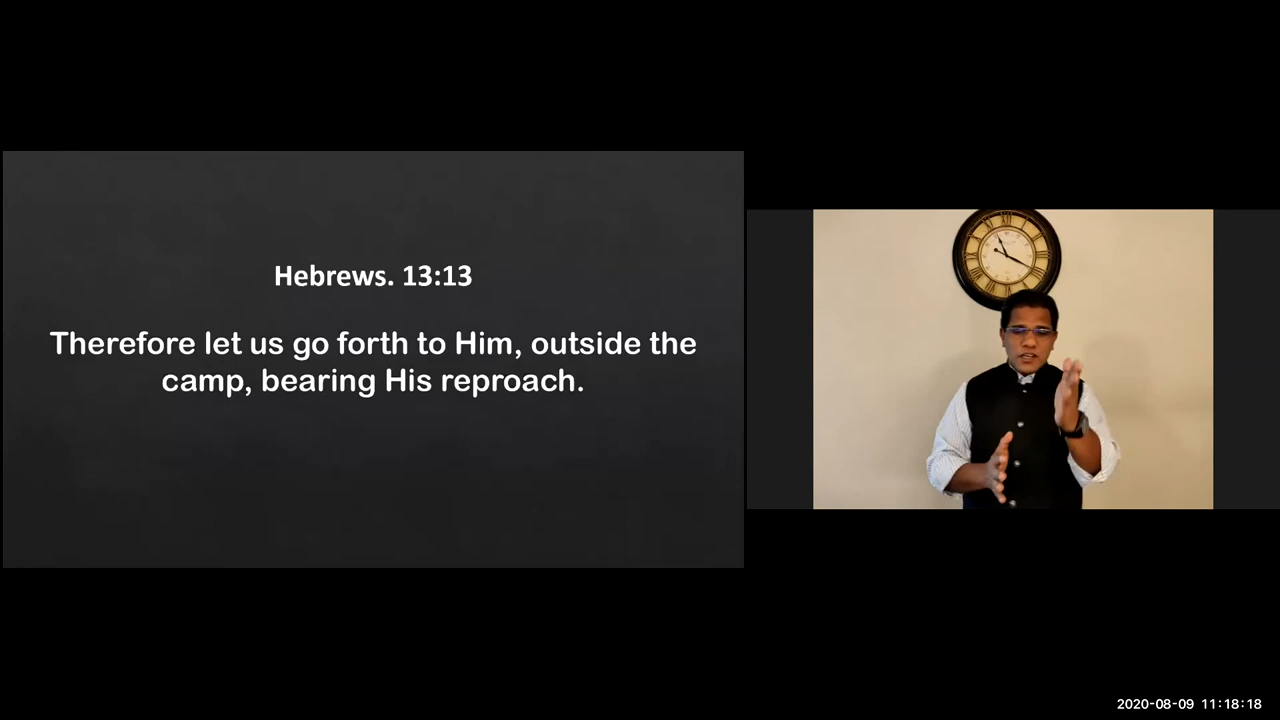 Hebrews. 13:13
Therefore let us go forth to Him, outside the
camp, bearing His reproach.
2020-08-09 11:18:18